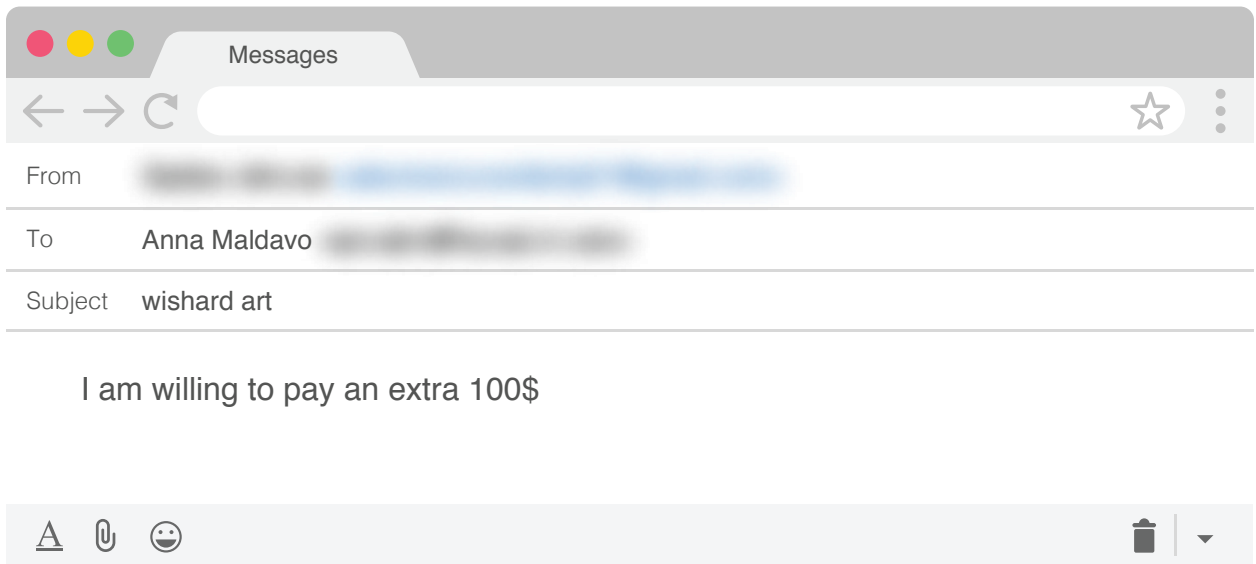 Messages
From
To Anna Maldavo
Subject wishard art
I am willing to pay an extra 100$
A